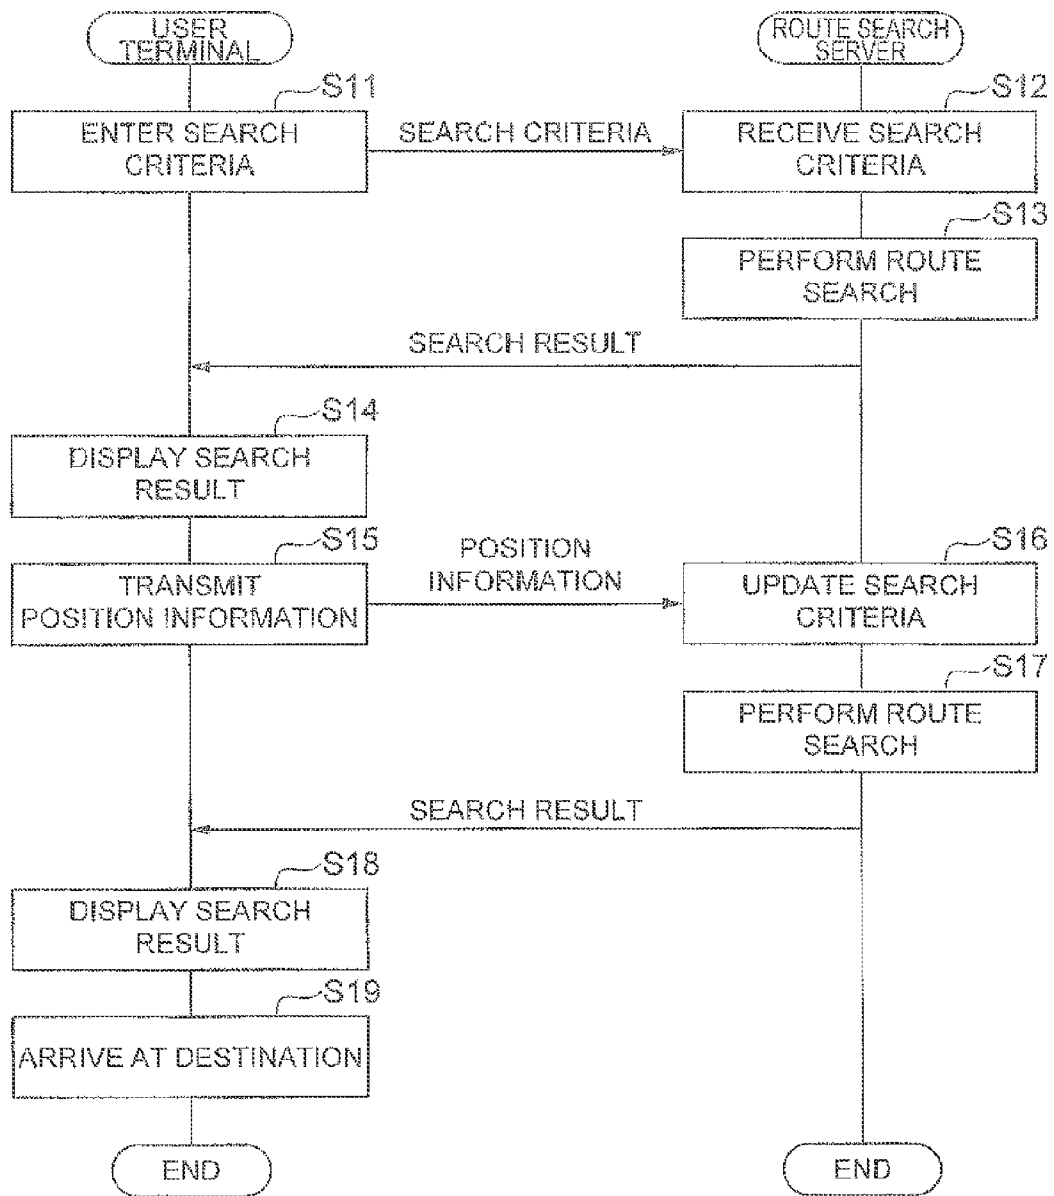 USER
TERMINAL
ROUTE SEARCH
SERVER
S11
ENTER SEARCH
CRITERIA
SEARCH CRITERIA
S12
RECEIVE SEARCH
CRITERIA
S13
PERFORM ROUTE
SEARCH
SEARCH RESULT
S14
DISPLAY SEARCH
RESULT
S15
TRANSMIT
POSITION INFORMATION
POSITION
INFORMATION
S16
UPDATE SEARCH
CRITERIA
S17
PERFORM ROUTE
SEARCH
SEARCH RESULT
S18
DISPLAY SEARCH
RESULT
S19
ARRIVE AT DESTINATION
END
END